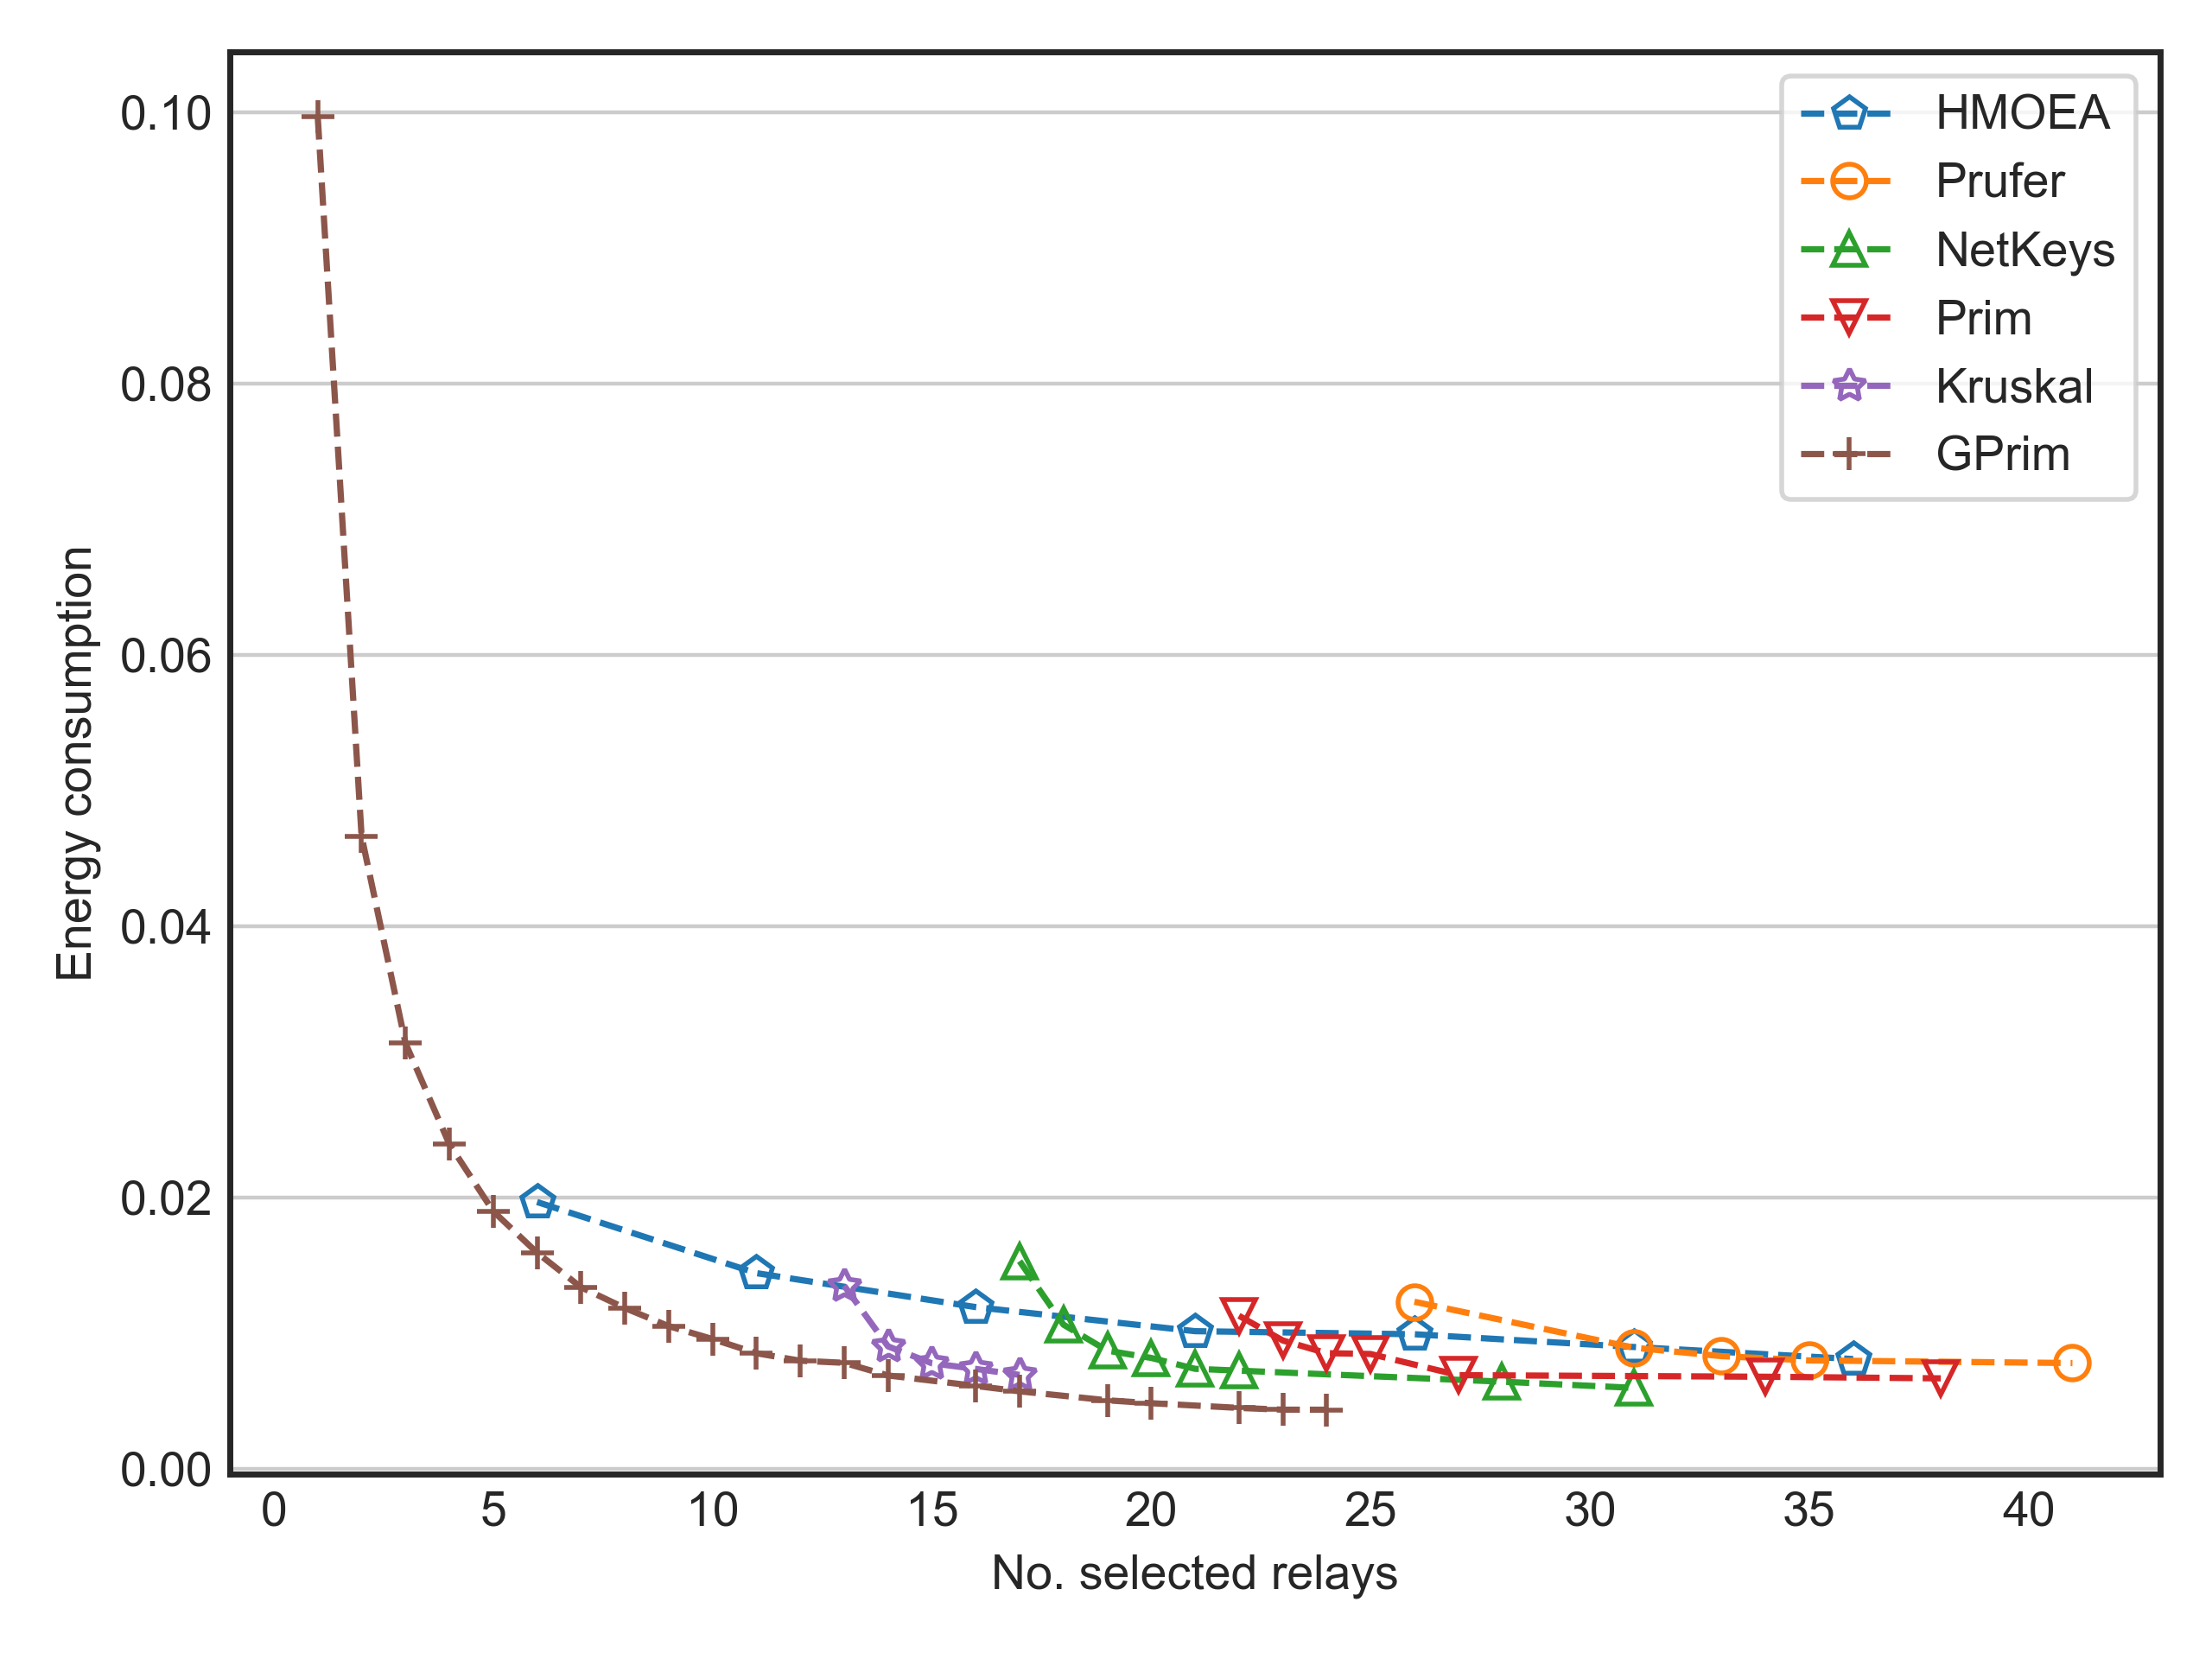 0.10
0.08
0.06
0.04
0.02
0.00
Energy consumption
0 5 10 15 20 25 30 35 40
No. selected relays
HMOEA
Prufer
NetKeys
Prim
Kruskal
GPrim